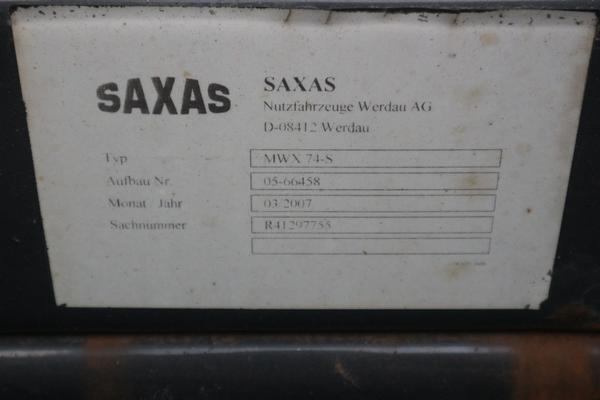 SAXAS
SAXAS
Nutzfahrzeuge Werdau AG
D-08412 Werdau
Typ MWX 74-S
Aufbau Nr. 05-66458
Monat / Jahr 03/2007
Sachnummer R41297755